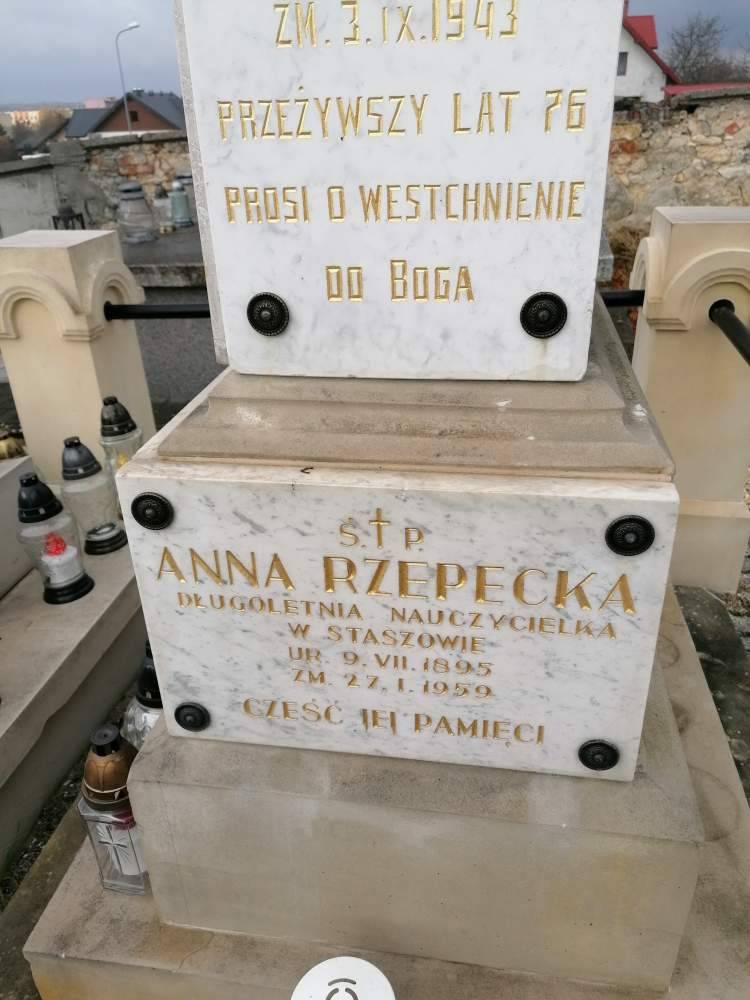 ZM. 3.IX.1943
PRZEŻYWSZY LAT 76
PROSI O WESTCHNIENIE
DO BOGA
Ś.†P.
ANNA RZEPECKA
DŁUGOLETNIA NAUCZYCIELKA
W STASZOWIE
UR. 9.VII.1895
ZM. 27.I.1959
CZEŚĆ JEJ PAMIĘCI